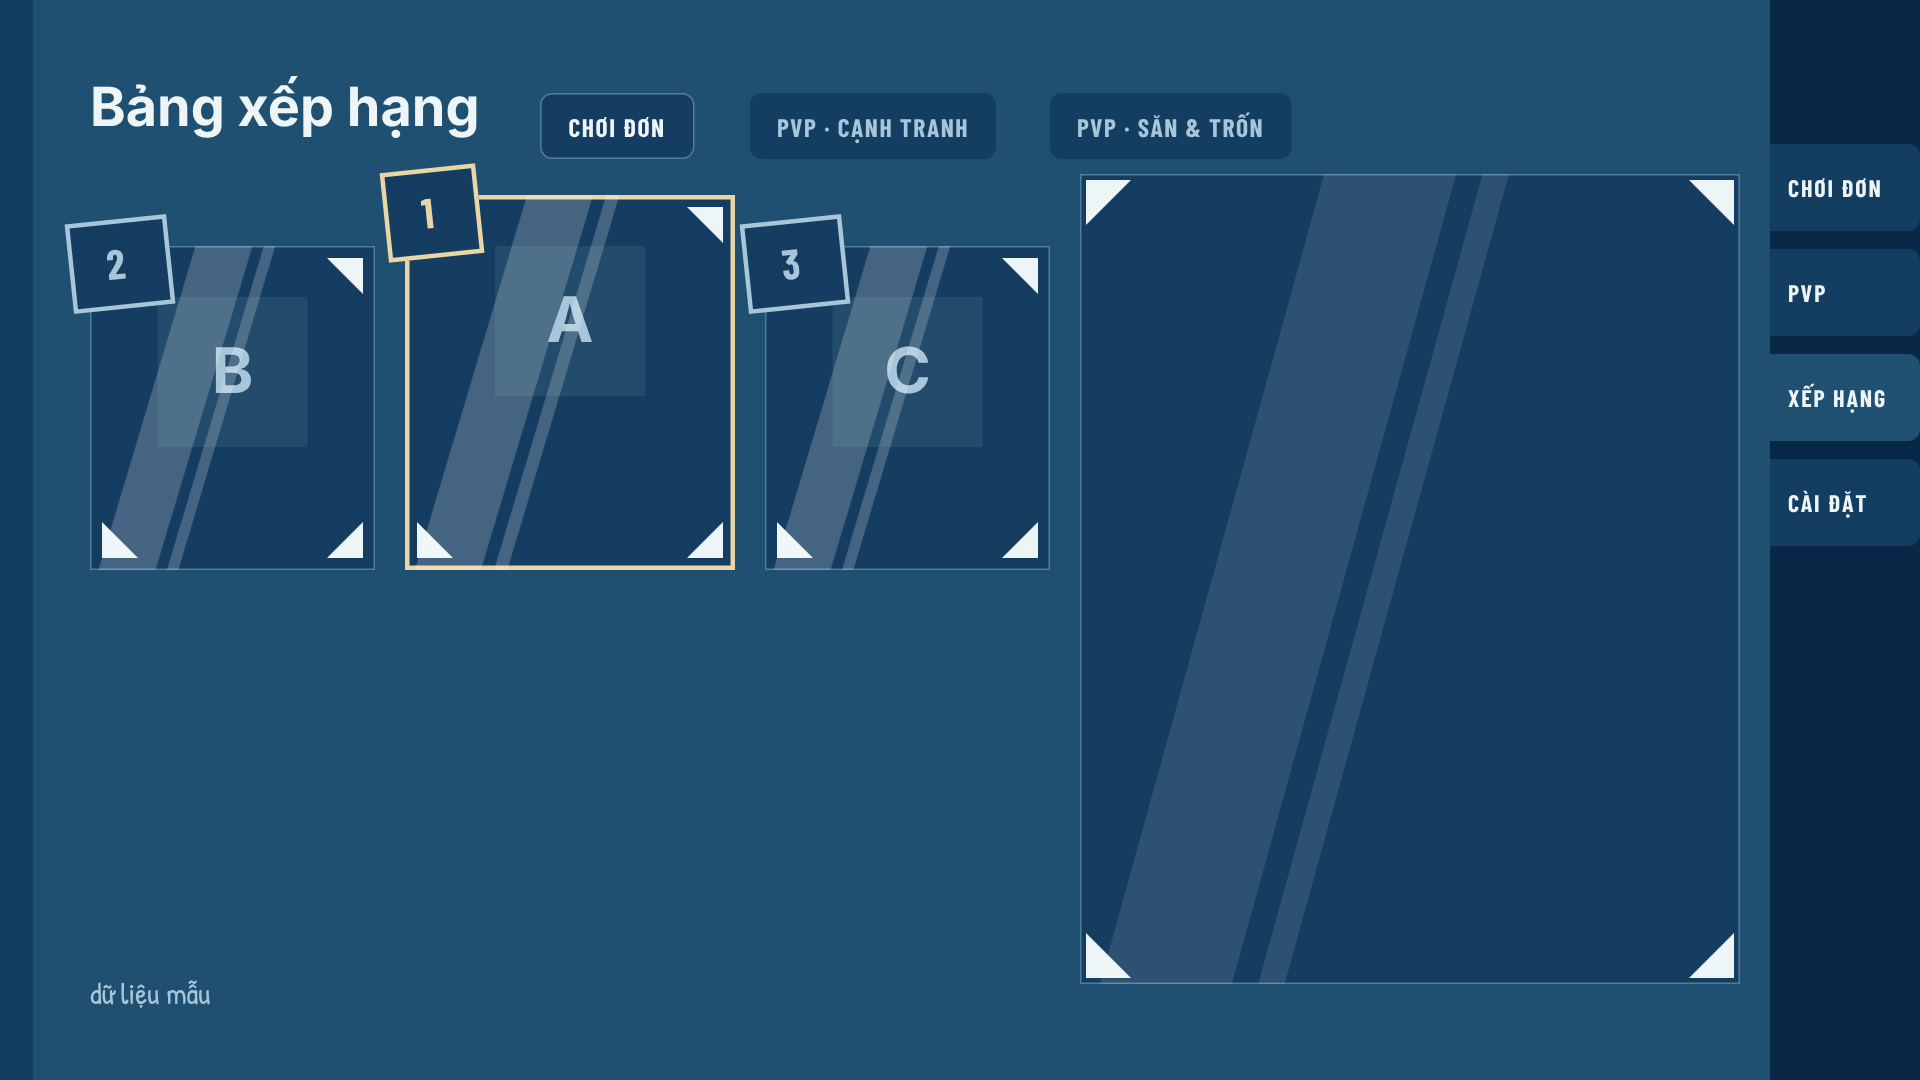 Bảng xếp hạng
CHƠI ĐƠN
PVP · CẠNH TRANH
PVP · SĂN & TRỐN
2
B
1
A
3
C
CHƠI ĐƠN
PVP
XẾP HẠNG
CÀI ĐẶT
dữ liệu mẫu